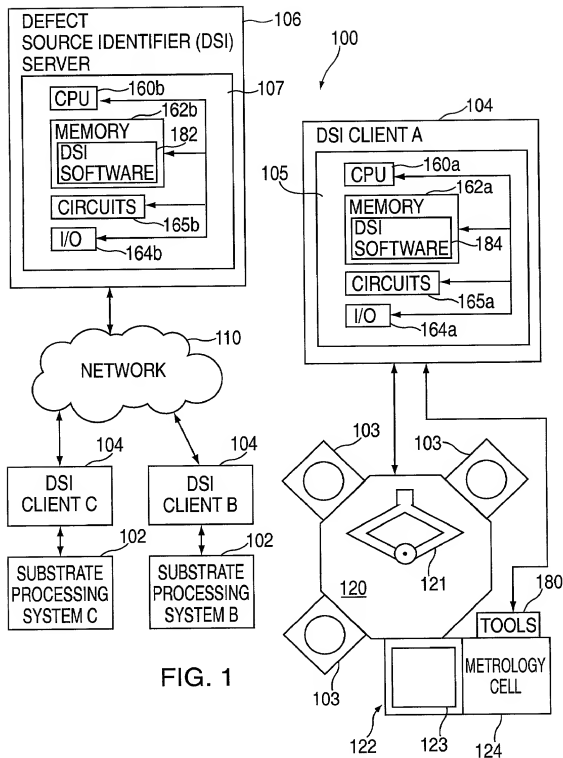 DEFECT
SOURCE IDENTIFIER (DSI)
SERVER
106
107
CPU
160b
162b
MEMORY
182
DSI
SOFTWARE
CIRCUITS
165b
I/O
164b
100
104
DSI CLIENT A
105
CPU
160a
162a
MEMORY
DSI
SOFTWARE
184
CIRCUITS
165a
I/O
164a
110
NETWORK
104
DSI
CLIENT C
104
DSI
CLIENT B
102
SUBSTRATE
PROCESSING
SYSTEM C
102
SUBSTRATE
PROCESSING
SYSTEM B
103
103
120
121
103
180
TOOLS
METROLOGY
CELL
122
123
124
FIG. 1